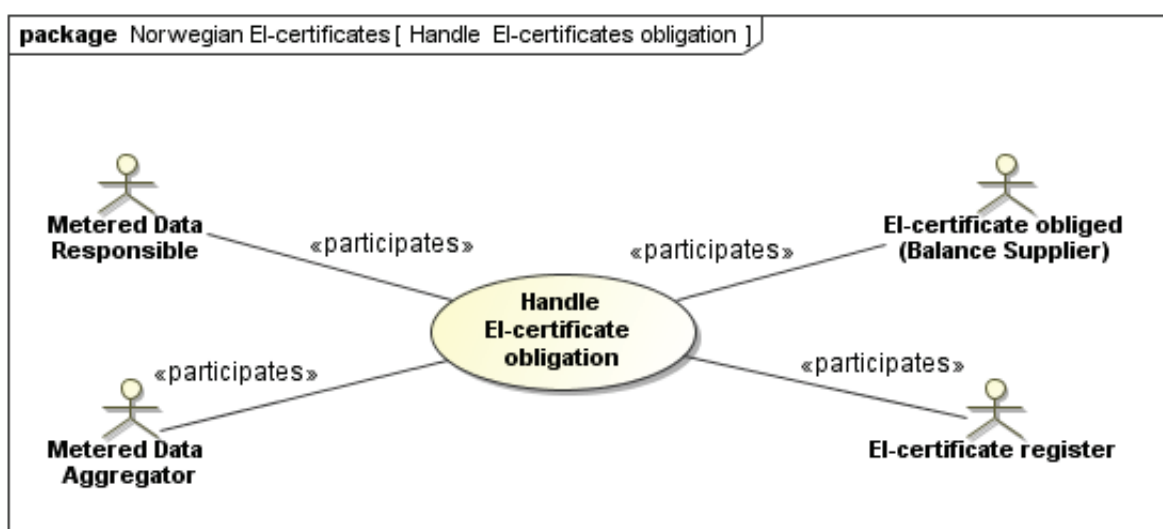 package Norwegian El-certificates [ Handle El-certificates obligation ]
Metered Data
Responsible
«participates»
El-certificate obliged
(Balance Supplier)
«participates»
Handle
El-certificate
obligation
Metered Data
Aggregator
«participates»
El-certificate register
«participates»